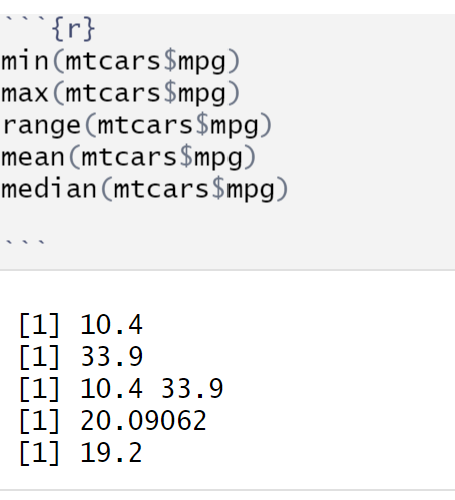 ```{r}
min(mtcars$mpg)
max(mtcars$mpg)
range(mtcars$mpg)
mean(mtcars$mpg)
median(mtcars$mpg)
```
[1] 10.4
[1] 33.9
[1] 10.4 33.9
[1] 20.09062
[1] 19.2